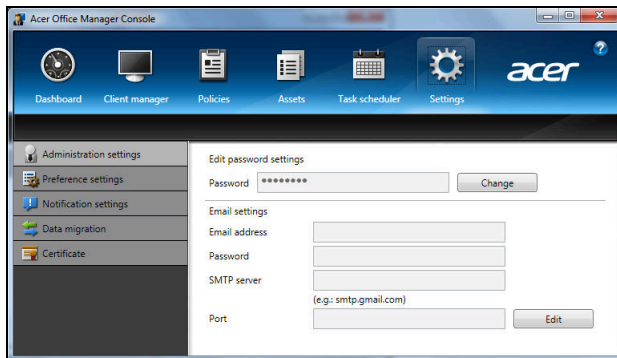 Acer Office Manager Console
?
acer
Dashboard Client manager Policies Assets Task scheduler Settings
Administration settings
Preference settings
Notification settings
Data migration
Certificate
Edit password settings
Password ******** Change
Email settings
Email address
Password
SMTP server
(e.g.: smtp.gmail.com)
Port Edit